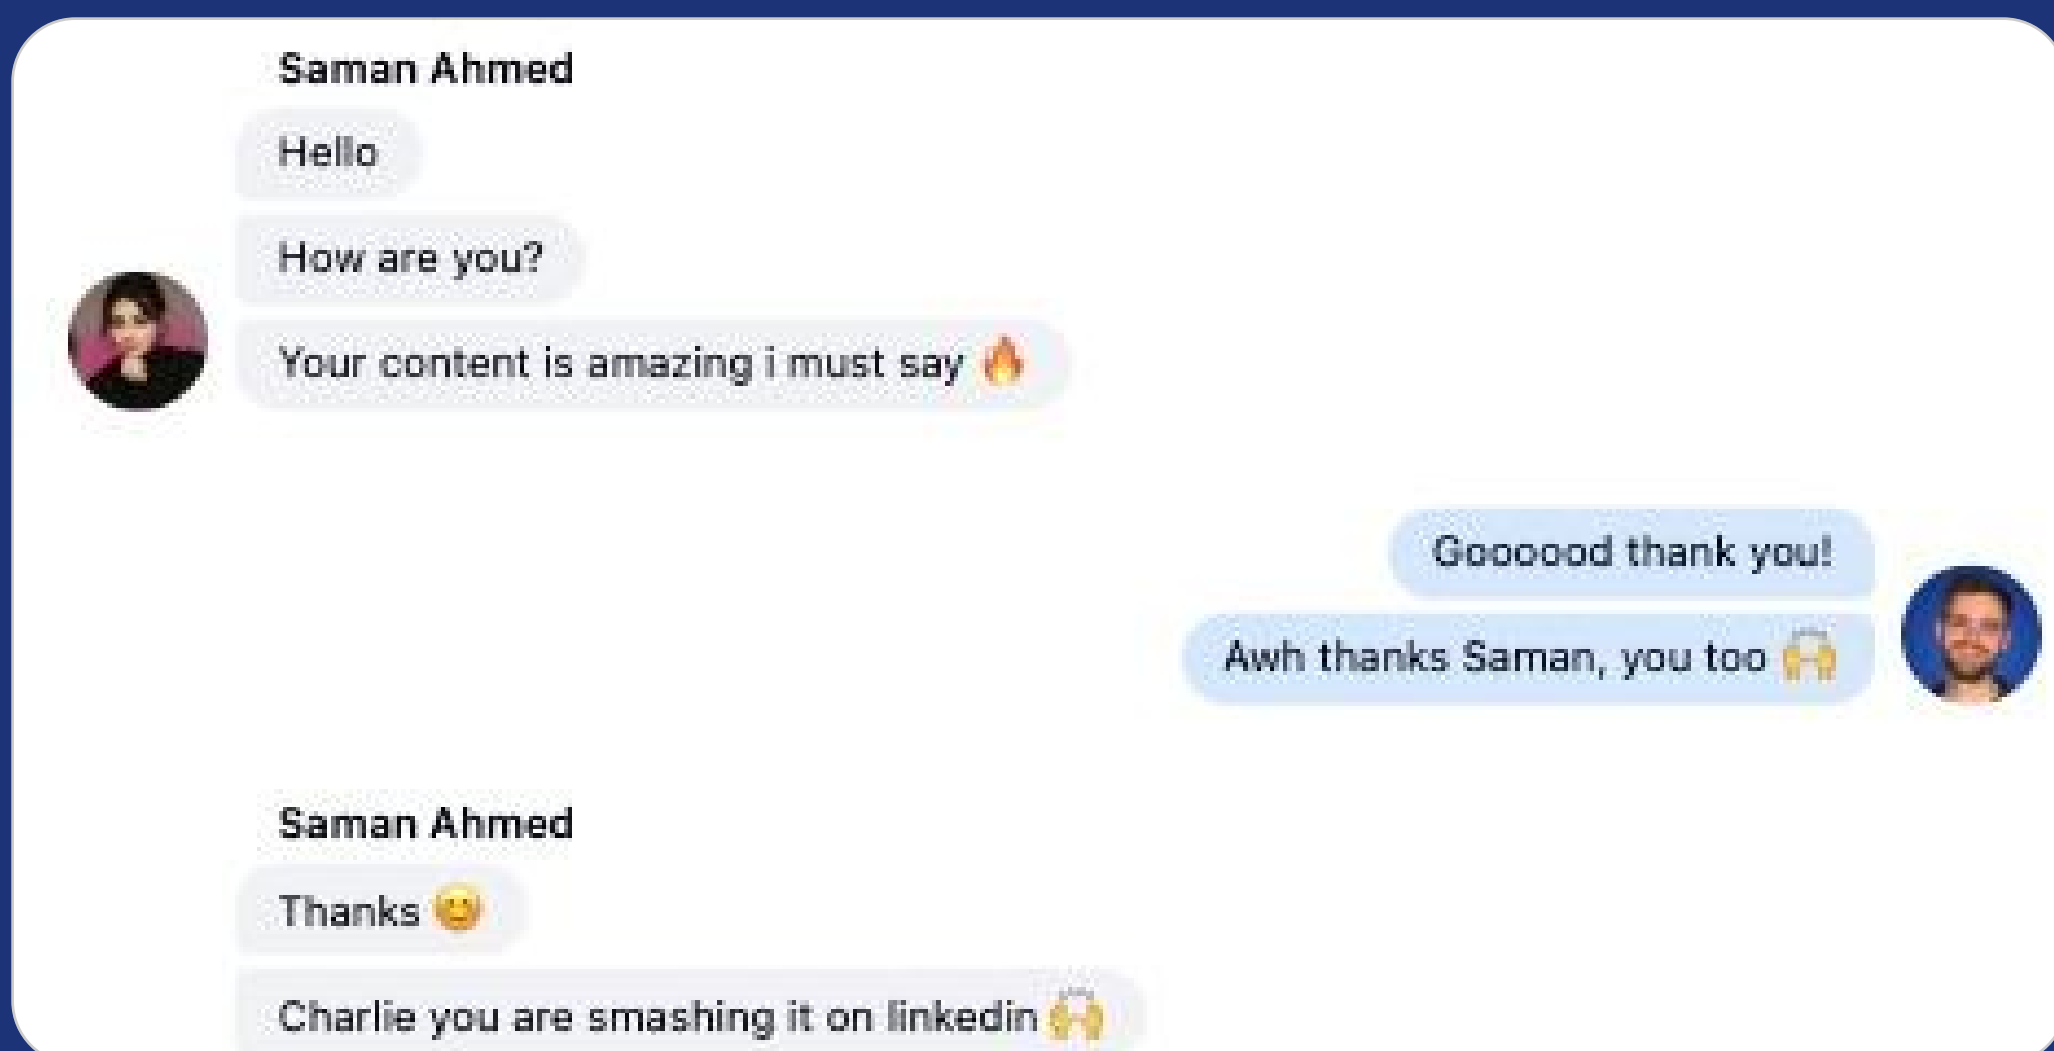 Saman Ahmed
Hello
How are you?
Your content is amazing i must say 🔥
Goooood thank you!
Awh thanks Saman, you too 🙌
Saman Ahmed
Thanks 😊
Charlie you are smashing it on linkedin 🙌